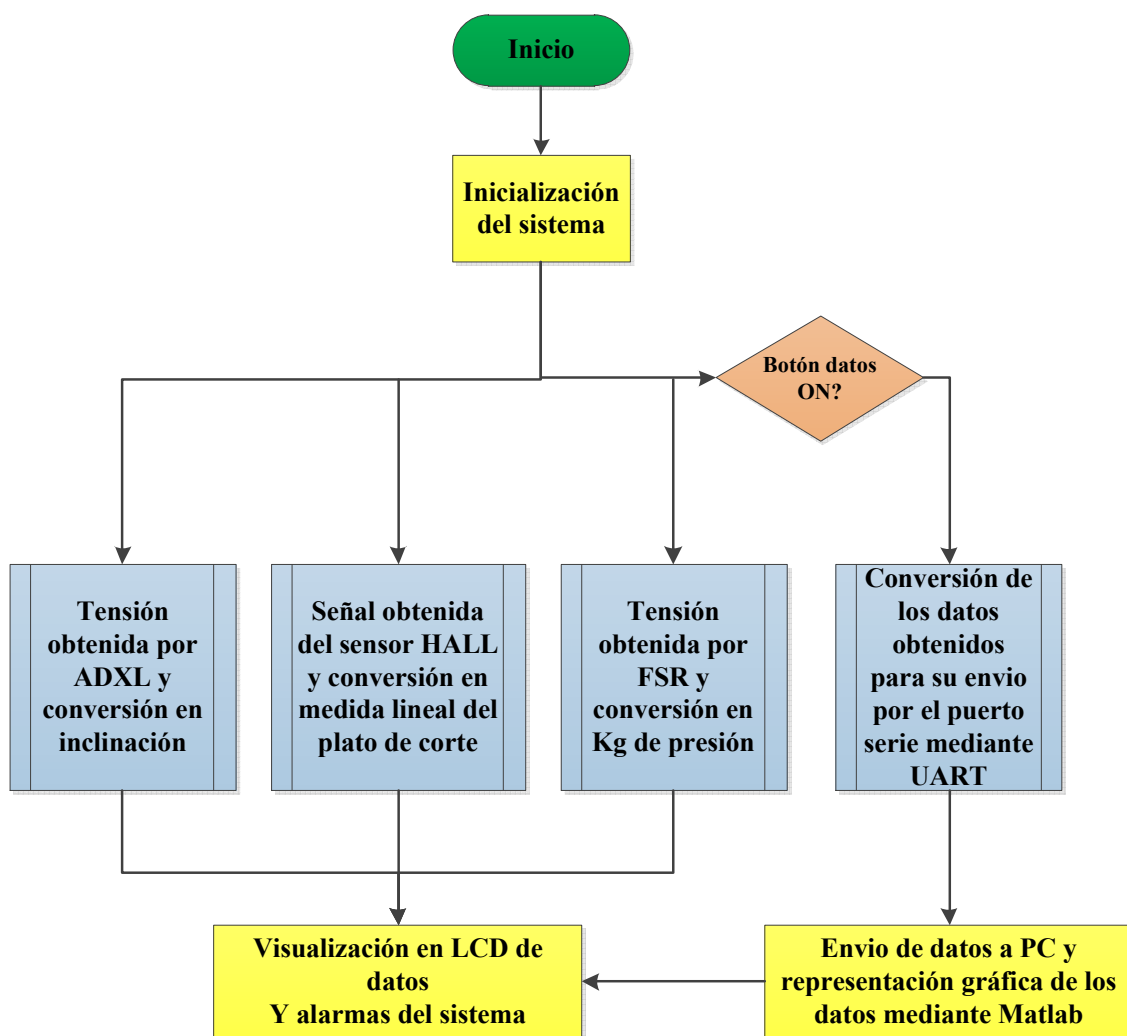 Inicio
Inicialización
del sistema
Botón datos
ON?
Tensión
obtenida por
ADXL y
conversión en
inclinación
Señal obtenida
del sensor HALL
y conversión en
medida lineal del
plato de corte
Tensión
obtenida por
FSR y
conversión en
Kg de presión
Conversión de
los datos
obtenidos
para su envio
por el puerto
serie mediante
UART
Visualización en LCD de
datos
Y alarmas del sistema
Envio de datos a PC y
representación gráfica de los
datos mediante Matlab